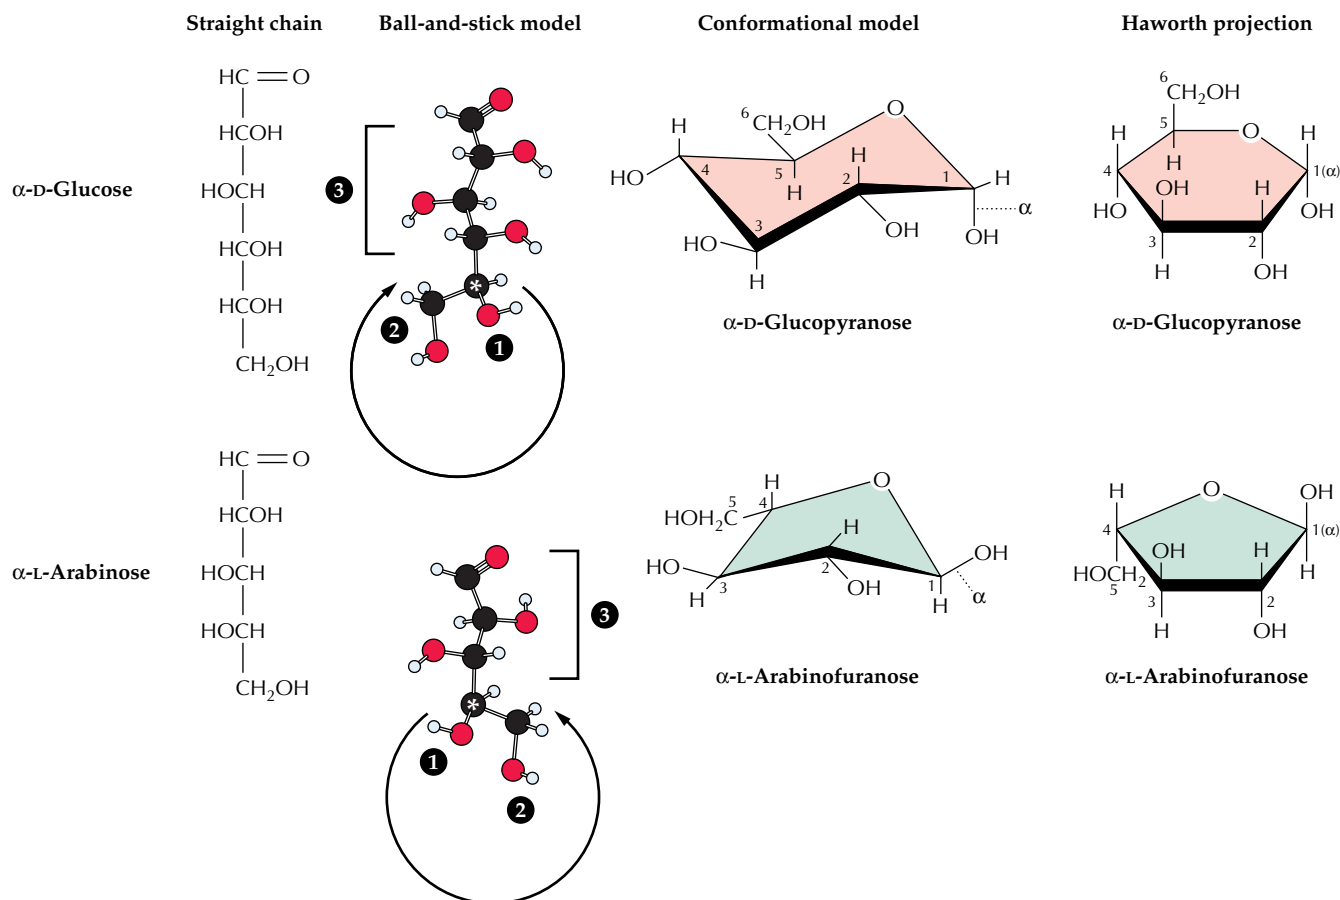 Straight chain Ball-and-stick model Conformational model Haworth projection
α-D-Glucose
HC=O
HCOH
HOCH
HCOH
HCOH
CH2OH
3
*
2
1
H
6
CH2OH
O
H
HO
4
5
H
2
1
H
α
H
HO
3
OH
OH
H
α-D-Glucopyranose
6
CH2OH
H
5
O
H
4
H
1(α)
OH
H
HO
OH
3
2
H
OH
α-D-Glucopyranose
α-L-Arabinose
HC=O
HCOH
HOCH
HOCH
CH2OH
3
*
1
2
H
O
5
4
HOH2C
H
HO
OH
2
OH
1
H
3
H
α
α-L-Arabinofuranose
H
O
OH
4
1(α)
OH
H
HOCH2
5
H
3
2
H
OH
α-L-Arabinofuranose